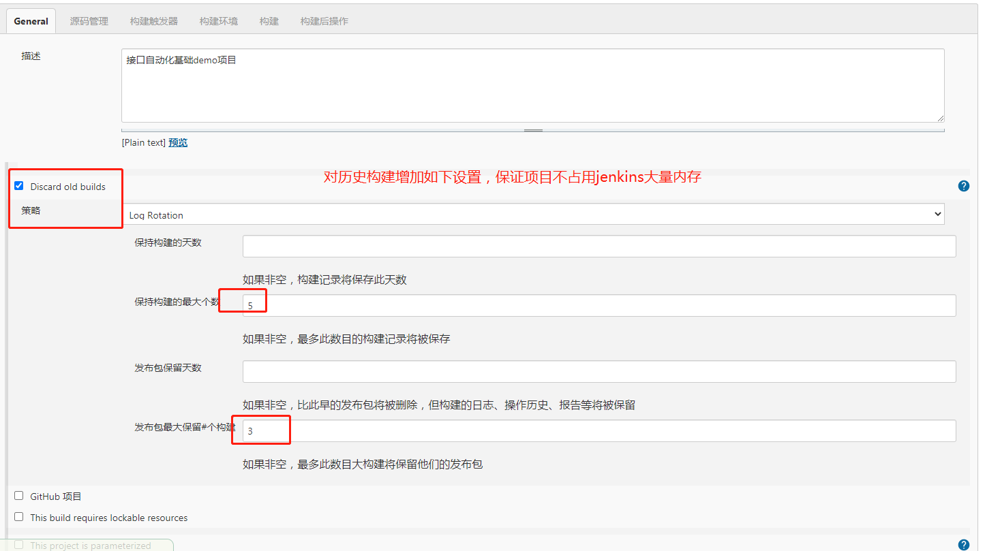 General 源码管理 构建触发器 构建环境 构建 构建后操作
描述
接口自动化基础demo项目
[Plain text] 预览
对历史构建增加如下设置，保证项目不占用jenkins大量内存
Discard old builds
?
策略
Log Rotation
保持构建的天数
如果非空，构建记录将保存此天数
保持构建的最大个数
5
如果非空，最多此数目的构建记录将被保存
发布包保留天数
如果非空，比此早的发布包将被删除，但构建的日志、操作历史、报告等将被保留
发布包最大保留#个构建
3
如果非空，最多此数目大构建将保留他们的发布包
GitHub 项目
This build requires lockable resources
This project is parameterized
?